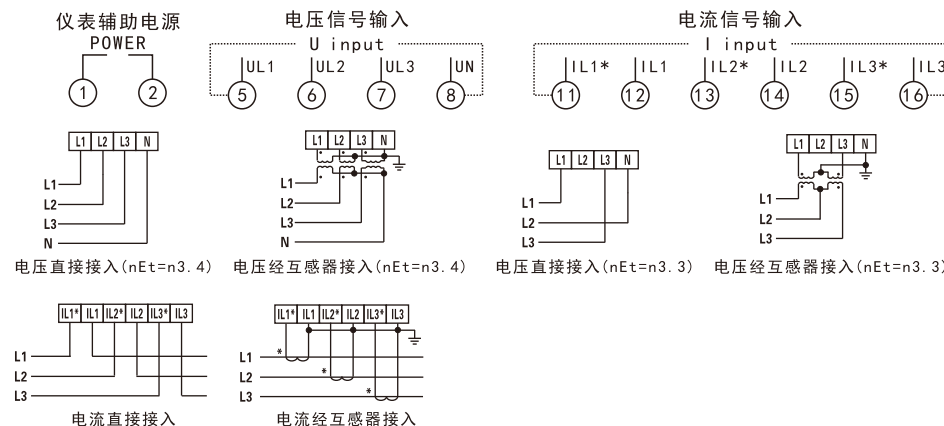 仪表辅助电源
POWER
1 2
电压信号输入
U input
UL1 UL2 UL3 UN
5 6 7 8
电流信号输入
I input
IL1* IL1 IL2* IL2 IL3* IL3
11 12 13 14 15 16
L1 L2 L3 N
L1
L2
L3
N
电压直接接入(nEt=n3.4)
L1 L2 L3 N
L1
L2
L3
N
电压经互感器接入(nEt=n3.4)
L1 L2 L3 N
L1
L2
L3
电压直接接入(nEt=n3.3)
L1 L2 L3 N
L1
L2
L3
电压经互感器接入(nEt=n3.3)
IL1* IL1 IL2* IL2 IL3* IL3
L1
L2
L3
电流直接接入
IL1* IL1 IL2* IL2 IL3* IL3
L1 *
L2 *
L3 *
电流经互感器接入